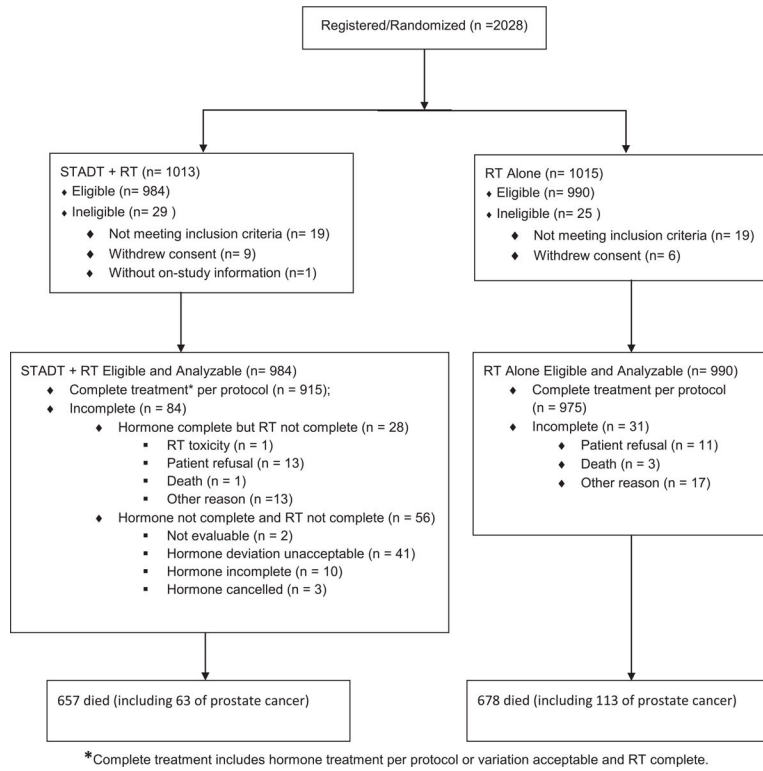 Registered/Randomized (n =2028)
STADT + RT (n= 1013)
♦ Eligible (n= 984)
♦ Ineligible (n= 29 )
♦ Not meeting inclusion criteria (n= 19)
♦ Withdrew consent (n= 9)
♦ Without on-study information (n=1)
RT Alone (n= 1015)
♦ Eligible (n= 990)
♦ Ineligible (n= 25 )
♦ Not meeting inclusion criteria (n= 19)
♦ Withdrew consent (n= 6)
STADT + RT Eligible and Analyzable (n= 984)
♦ Complete treatment* per protocol (n= 915);
♦ Incomplete (n = 84)
♦ Hormone complete but RT not complete (n = 28)
▪ RT toxicity (n = 1)
▪ Patient refusal (n = 13)
▪ Death (n = 1)
▪ Other reason (n =13)
♦ Hormone not complete and RT not complete (n = 56)
▪ Not evaluable (n = 2)
▪ Hormone deviation unacceptable (n = 41)
▪ Hormone incomplete (n = 10)
▪ Hormone cancelled (n = 3)
RT Alone Eligible and Analyzable (n= 990)
♦ Complete treatment per protocol
(n = 975)
♦ Incomplete (n = 31)
♦ Patient refusal (n = 11)
♦ Death (n = 3)
♦ Other reason (n = 17)
657 died (including 63 of prostate cancer)
678 died (including 113 of prostate cancer)
*Complete treatment includes hormone treatment per protocol or variation acceptable and RT complete.